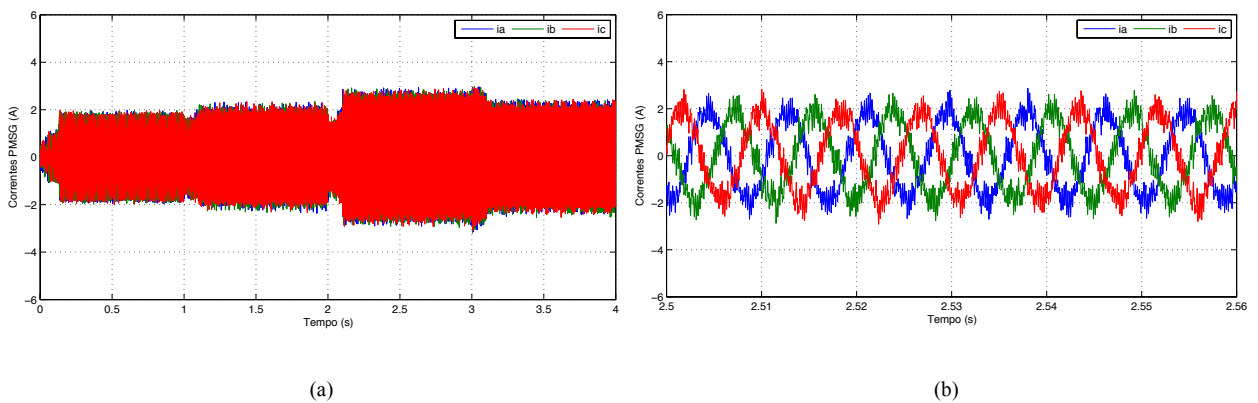 6
4
2
0
−2
−4
−6
Correntes PMSG (A)
ia ib ic
0 0.5 1 1.5 2 2.5 3 3.5 4
Tempo (s)
(a)
6
4
2
0
−2
−4
−6
Correntes PMSG (A)
ia ib ic
2.5 2.51 2.52 2.53 2.54 2.55 2.56
Tempo (s)
(b)